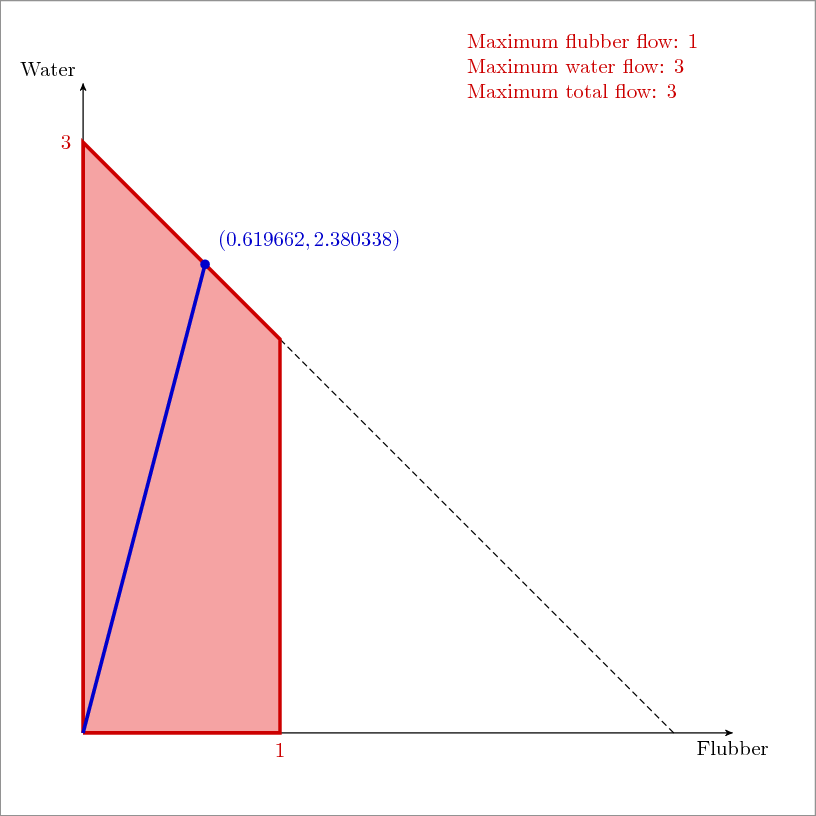 Maximum flubber flow: 1
Maximum water flow: 3
Maximum total flow: 3
Water
3
(0.619662, 2.380338)
1
Flubber